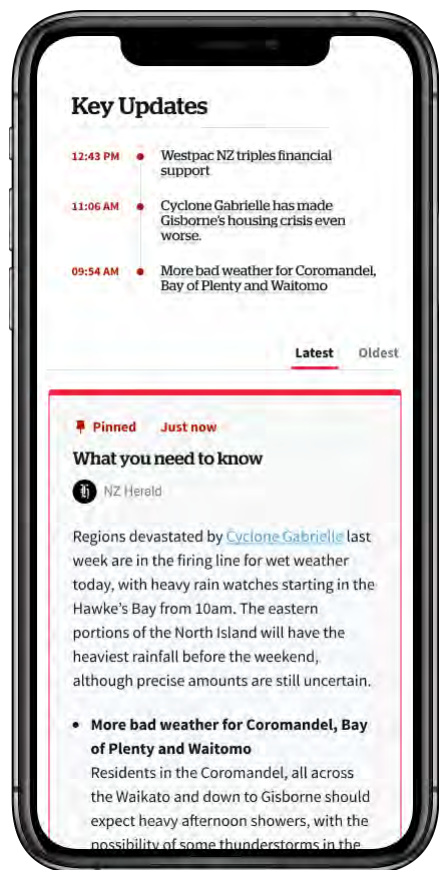 Key Updates
12:43 PM Westpac NZ triples financial
support
11:06 AM Cyclone Gabrielle has made
Gisborne's housing crisis even
worse.
09:54 AM More bad weather for Coromandel,
Bay of Plenty and Waitomo
Latest Oldest
Pinned Just now
What you need to know
NZ Herald
Regions devastated by Cyclone Gabrielle last
week are in the firing line for wet weather
today, with heavy rain watches starting in the
Hawke's Bay from 10am. The eastern
portions of the North Island will have the
heaviest rainfall before the weekend,
although precise amounts are still uncertain.
• More bad weather for Coromandel, Bay
of Plenty and Waitomo
Residents in the Coromandel, all across
the Waikato and down to Gisborne should
expect heavy afternoon showers, with the
possibility of some thunderstorms in the